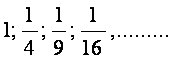 1; 1/4; 1/9; 1/16 ,.........